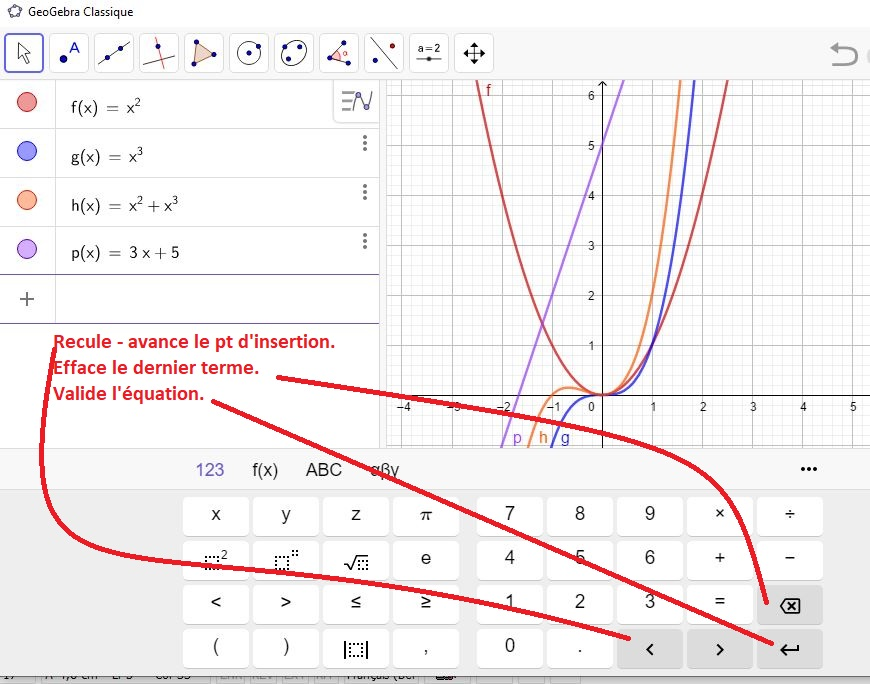 GeoGebra Classique
A
a=2
f(x) = x²
g(x) = x³
h(x) = x² + x³
p(x) = 3 x + 5
+
f
6
5
4
3
2
1
−4 −3 −2 −1 0 1 2 3 4 5
p h g
Recule - avance le pt d'insertion.
Efface le dernier terme.
Valide l'équation.
123 f(x) ABC αβγ
x y z π 7 8 9 × ÷
² √ e 4 5 6 + −
< > ≤ ≥ 1 2 3 =
( ) | | , 0 . < >